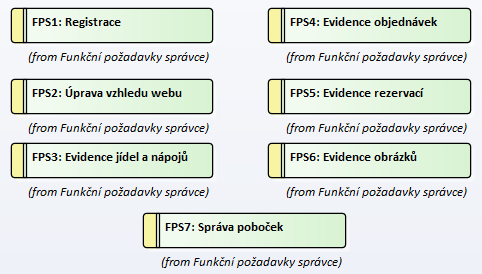 FPS1: Registrace
(from Funkční požadavky správce)
FPS2: Úprava vzhledu webu
(from Funkční požadavky správce)
FPS3: Evidence jídel a nápojů
(from Funkční požadavky správce)
FPS4: Evidence objednávek
(from Funkční požadavky správce)
FPS5: Evidence rezervací
(from Funkční požadavky správce)
FPS6: Evidence obrázků
(from Funkční požadavky správce)
FPS7: Správa poboček
(from Funkční požadavky správce)